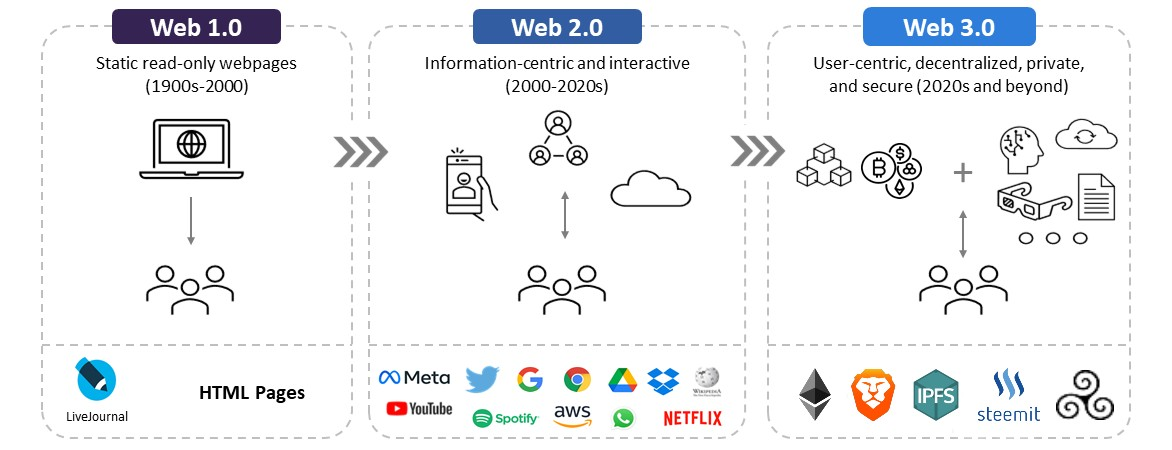 Web 1.0
Static read-only webpages
(1900s-2000)
LiveJournal
HTML Pages
Web 2.0
Information-centric and interactive
(2000-2020s)
Meta
YouTube
Spotify
aws
WIKIPEDIA
NETFLIX
Web 3.0
User-centric, decentralized, private,
and secure (2020s and beyond)
IPFS
steemit